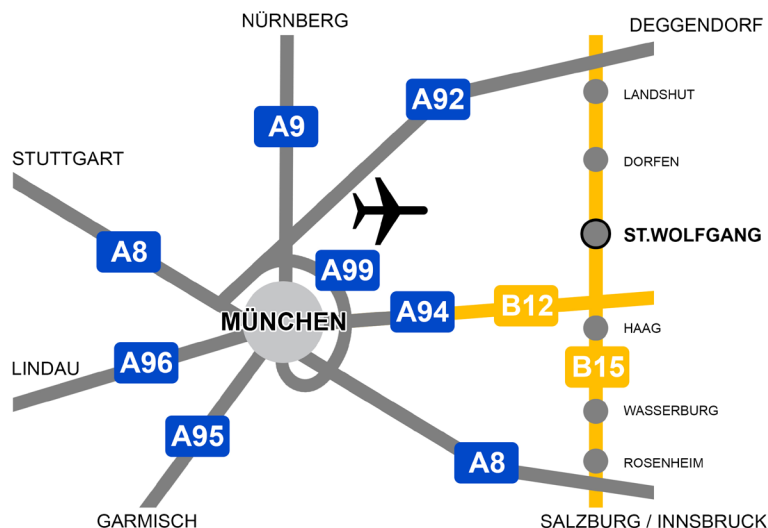 NÜRNBERG
DEGGENDORF
A92
LANDSHUT
A9
STUTTGART
DORFEN
ST.WOLFGANG
A8
A99
B12
A94
MÜNCHEN
HAAG
A96
LINDAU
B15
WASSERBURG
A95
A8
ROSENHEIM
GARMISCH
SALZBURG / INNSBRUCK